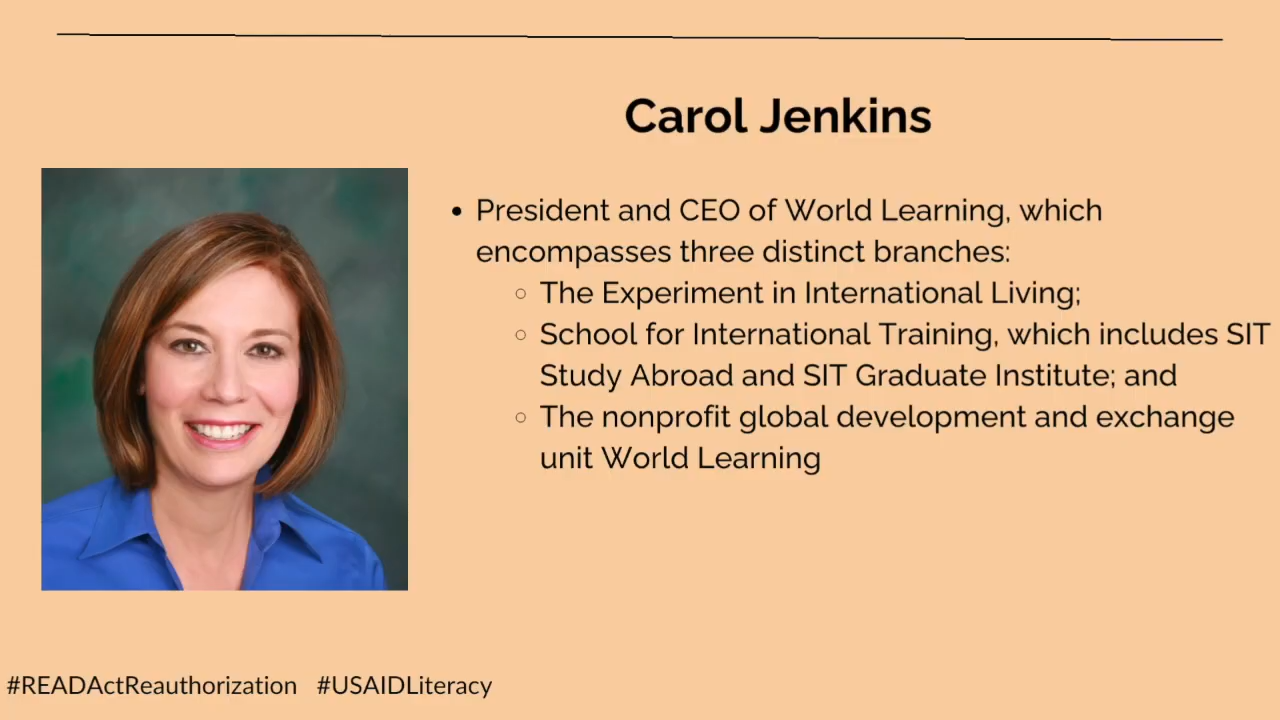 Carol Jenkins
• President and CEO of World Learning, which
encompasses three distinct branches:
○ The Experiment in International Living;
○ School for International Training, which includes SIT
Study Abroad and SIT Graduate Institute; and
○ The nonprofit global development and exchange
unit World Learning
#READActReauthorization #USAIDLiteracy